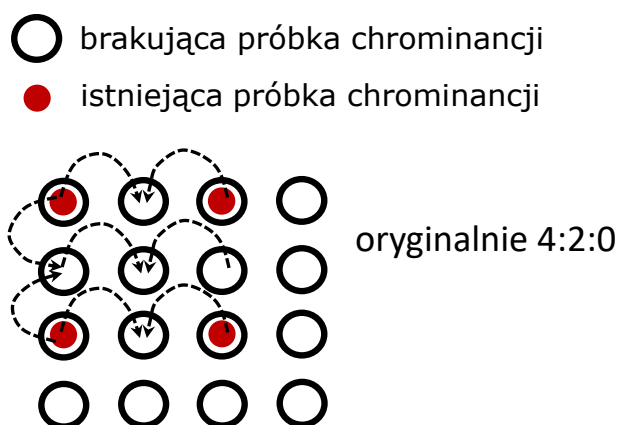 brakująca próbka chrominancji
istniejąca próbka chrominancji
oryginalnie 4:2:0